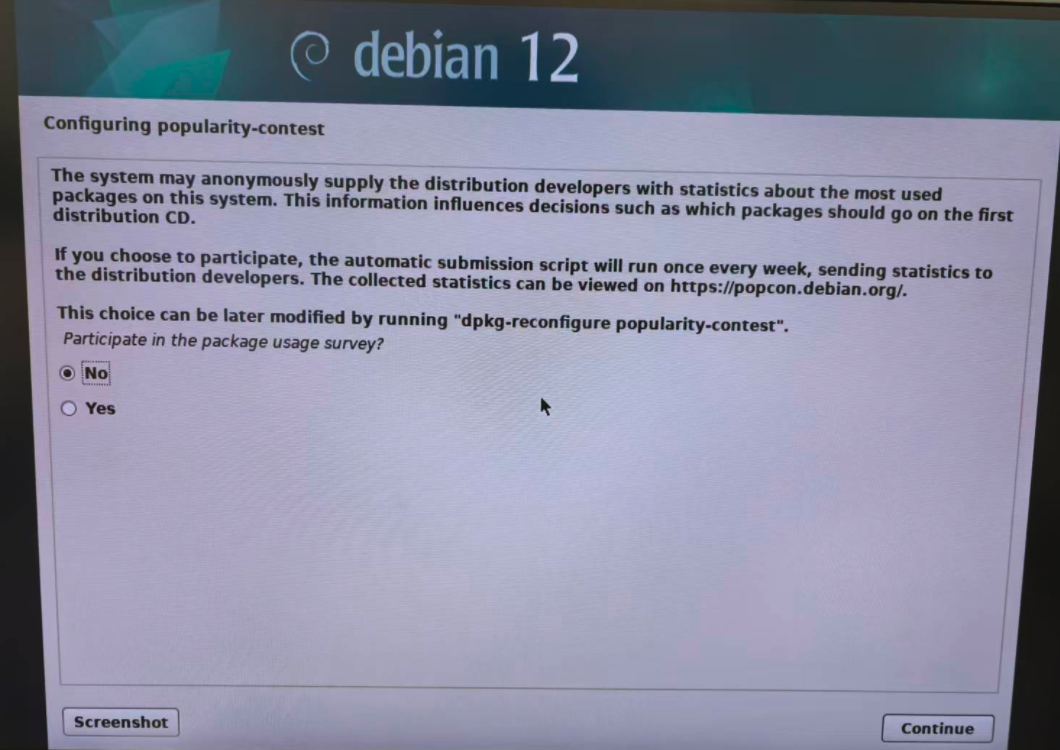 debian 12
Configuring popularity-contest
The system may anonymously supply the distribution developers with statistics about the most used
packages on this system. This information influences decisions such as which packages should go on the first
distribution CD.
If you choose to participate, the automatic submission script will run once every week, sending statistics to
the distribution developers. The collected statistics can be viewed on https://popcon.debian.org/.
This choice can be later modified by running "dpkg-reconfigure popularity-contest".
Participate in the package usage survey?
No
Yes
Screenshot
Continue